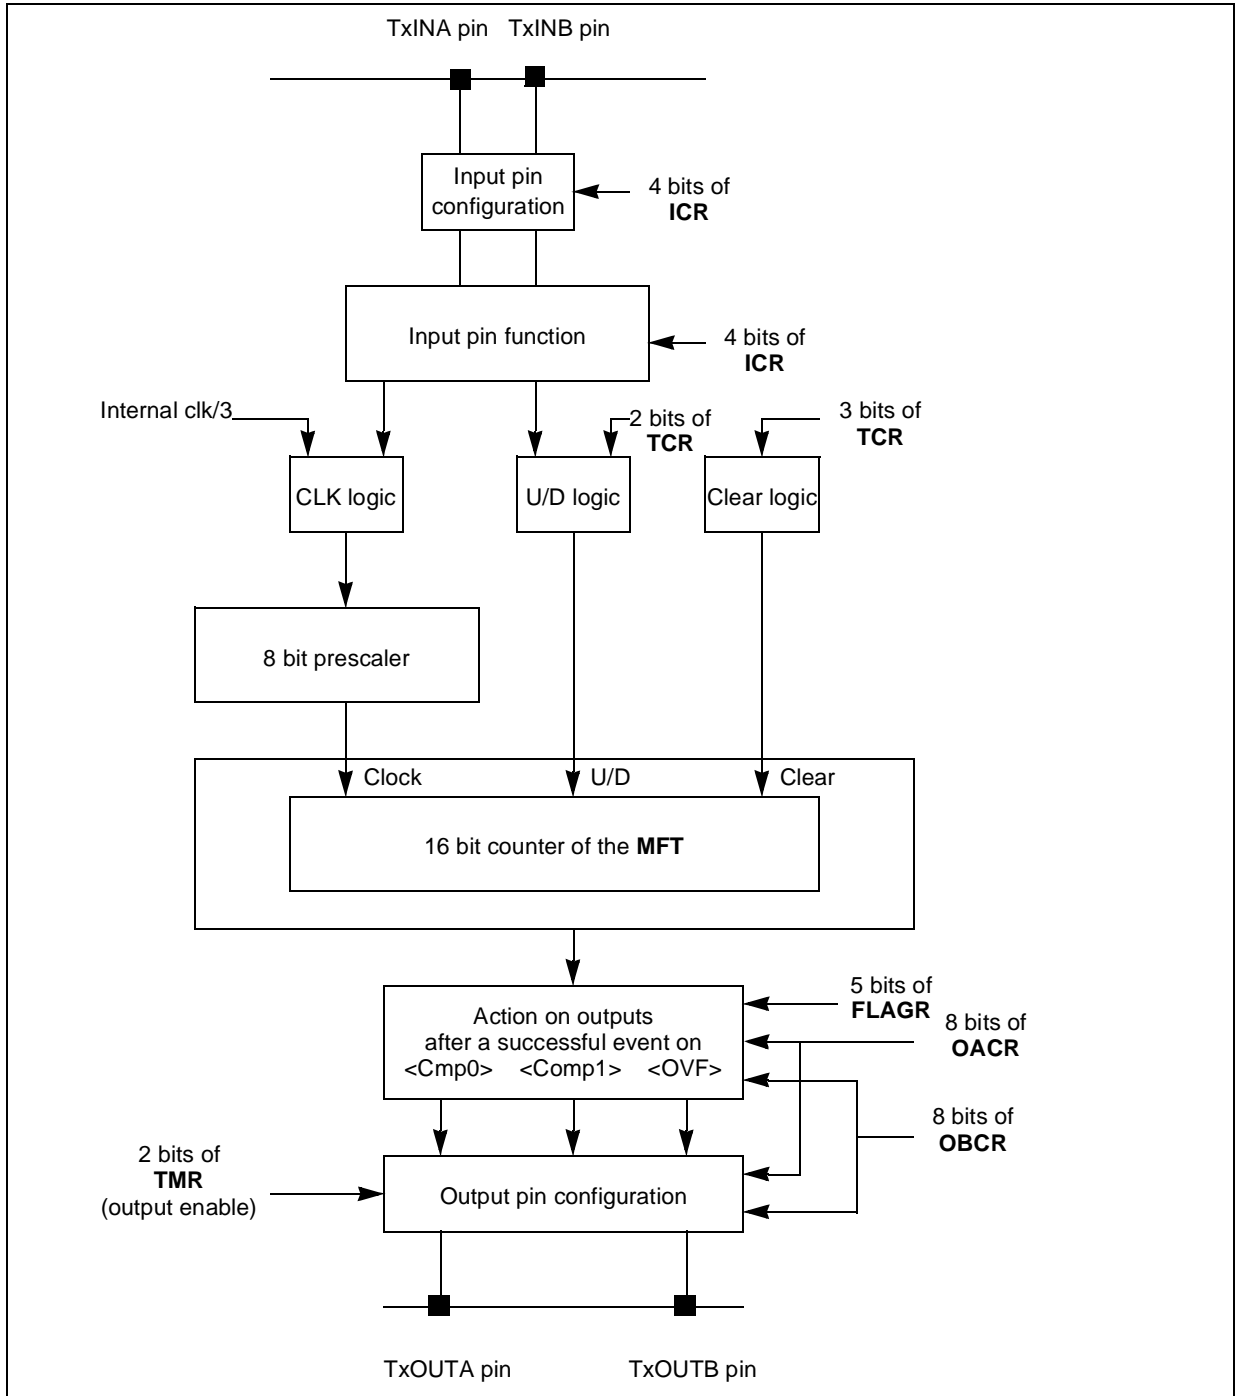 TxINA pin TxINB pin
Input pin
configuration
4 bits of
ICR
Input pin function
4 bits of
ICR
Internal clk/3
2 bits of
TCR
3 bits of
TCR
CLK logic
U/D logic
Clear logic
8 bit prescaler
Clock
U/D
Clear
16 bit counter of the MFT
5 bits of
FLAGR
Action on outputs
after a successful event on
<Cmp0> <Comp1> <OVF>
8 bits of
OACR
8 bits of
OBCR
2 bits of
TMR
(output enable)
Output pin configuration
TxOUTA pin
TxOUTB pin